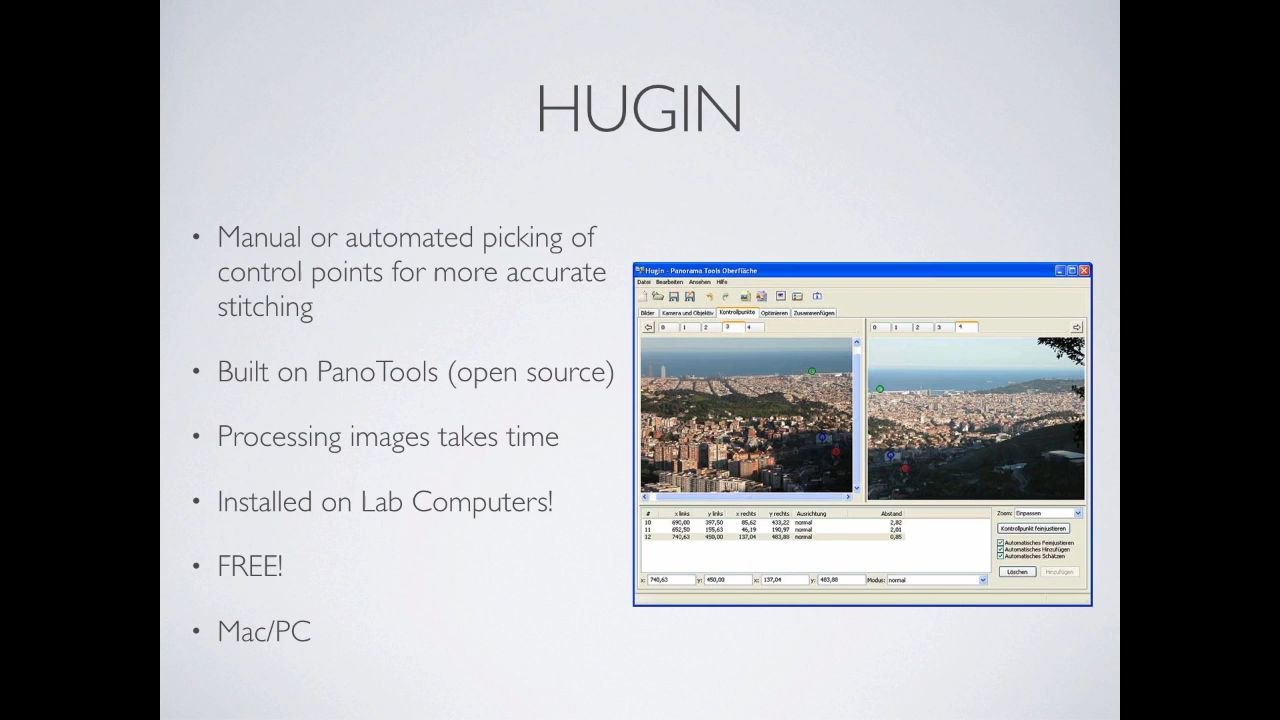 HUGIN
• Manual or automated picking of
control points for more accurate
stitching
• Built on PanoTools (open source)
• Processing images takes time
• Installed on Lab Computers!
• FREE!
• Mac/PC
Hugin - Panorama Tools Oberfläche
Datei Bearbeiten Ansehen Hilfe
Bilder Kamera und Objektiv Kontrollpunkte Optimieren Zusammenfügen
0 1 2 3 4 0 1 2 3 4
# x links y links x rechts y rechts Ausrichtung Abstand
10 690,00 397,50 85,62 433,22 normal 2,82
11 652,50 155,63 46,19 190,97 normal 2,01
12 740,63 450,00 137,04 483,88 normal 0,85
Zoom: Einpassen
Kontrollpunkt feinjustieren
Automatisches Feinjustieren
Automatisches Hinzufügen
Automatisches Schätzen
Löschen Hinzufügen
x: 740,63 y: 450,00 x: 137,04 y: 483,88 Modus: normal